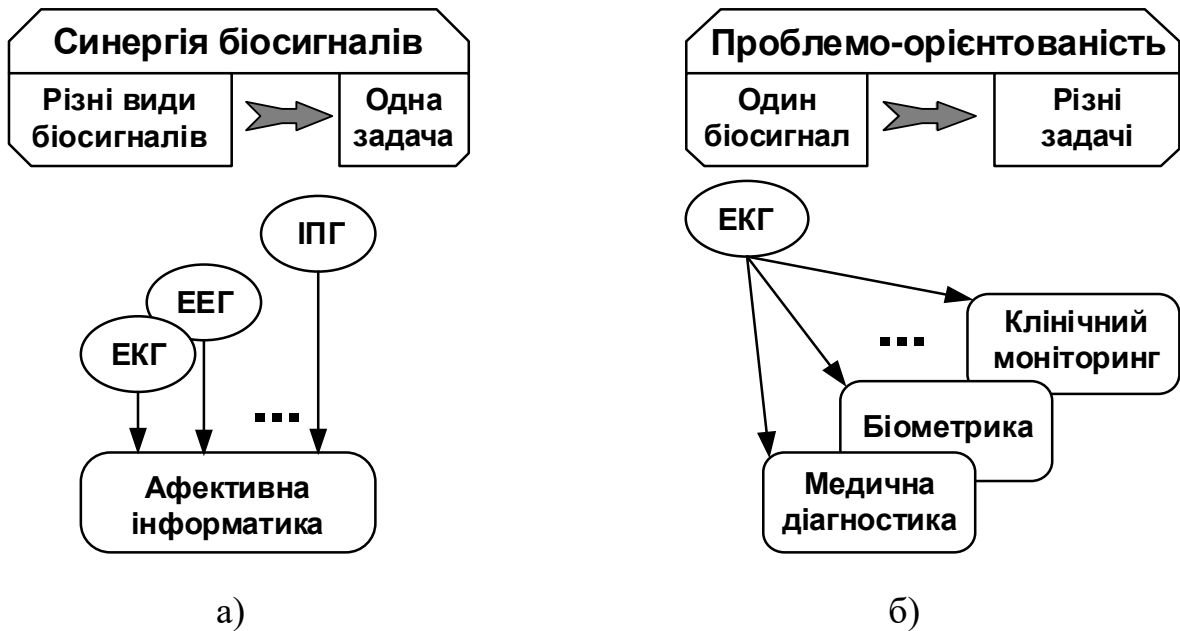 Синергія біосигналів
Різні види
біосигналів
Одна
задача
ІПГ
ЕЕГ
ЕКГ
...
Афективна
інформатика
а)
Проблемо-орієнтованість
Один
біосигнал
Різні
задачі
ЕКГ
...
Клінічний
моніторинг
Біометрика
Медична
діагностика
б)